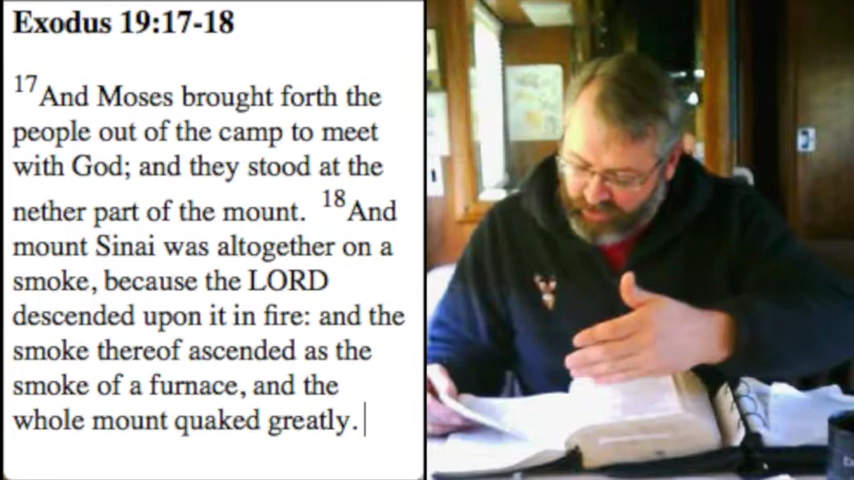 Exodus 19:17-18
17And Moses brought forth the
people out of the camp to meet
with God; and they stood at the
nether part of the mount. 18And
mount Sinai was altogether on a
smoke, because the LORD
descended upon it in fire: and the
smoke thereof ascended as the
smoke of a furnace, and the
whole mount quaked greatly.